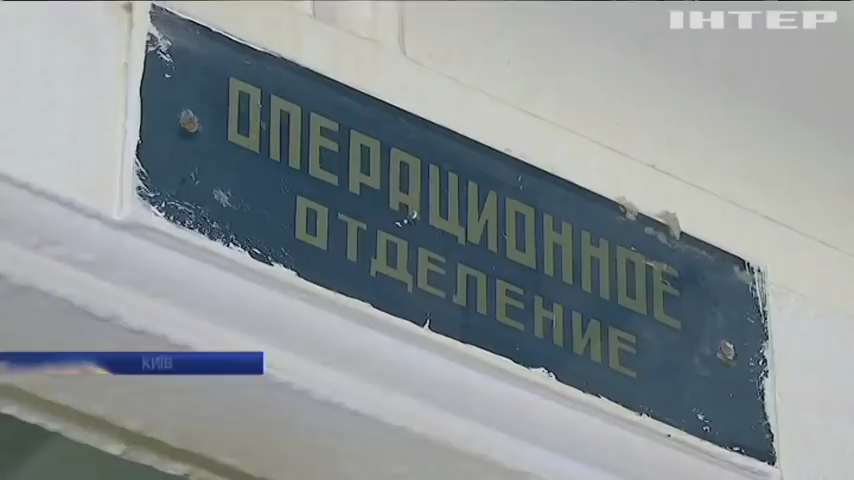 ІНТЕР
ОПЕРАЦИОННОЕ
ОТДЕЛЕНИЕ
КИЇВ